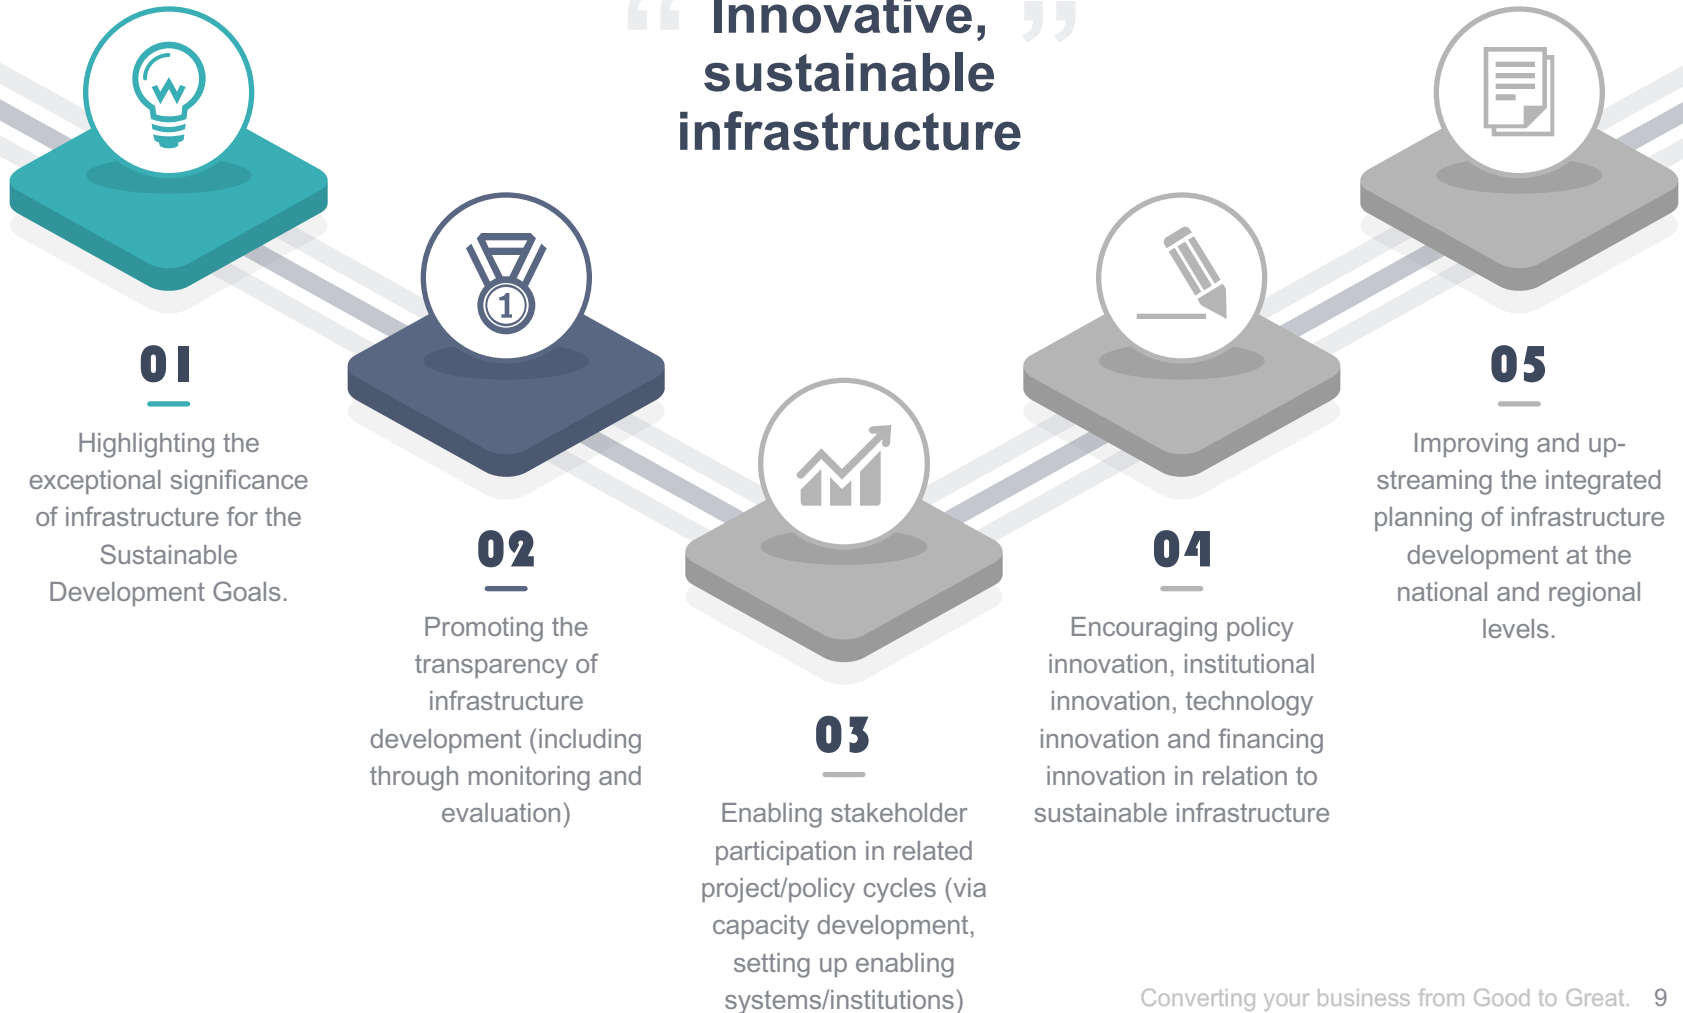 “ Innovative, ”
sustainable
infrastructure
1
01
Highlighting the
exceptional significance
of infrastructure for the
Sustainable
Development Goals.
02
Promoting the
transparency of
infrastructure
development (including
through monitoring and
evaluation)
03
Enabling stakeholder
participation in related
project/policy cycles (via
capacity development,
setting up enabling
systems/institutions)
04
Encouraging policy
innovation, institutional
innovation, technology
innovation and financing
innovation in relation to
sustainable infrastructure
05
Improving and up-
streaming the integrated
planning of infrastructure
development at the
national and regional
levels.
Converting your business from Good to Great. 9